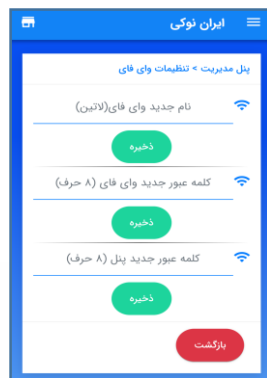 ایران نوکی
پنل مدیریت > تنظیمات وای فای
نام جدید وای فای(لاتین)
ذخیره
کلمه عبور جدید وای فای (۸ حرف)
ذخیره
کلمه عبور جدید پنل (۸ حرف)
ذخیره
بازگشت